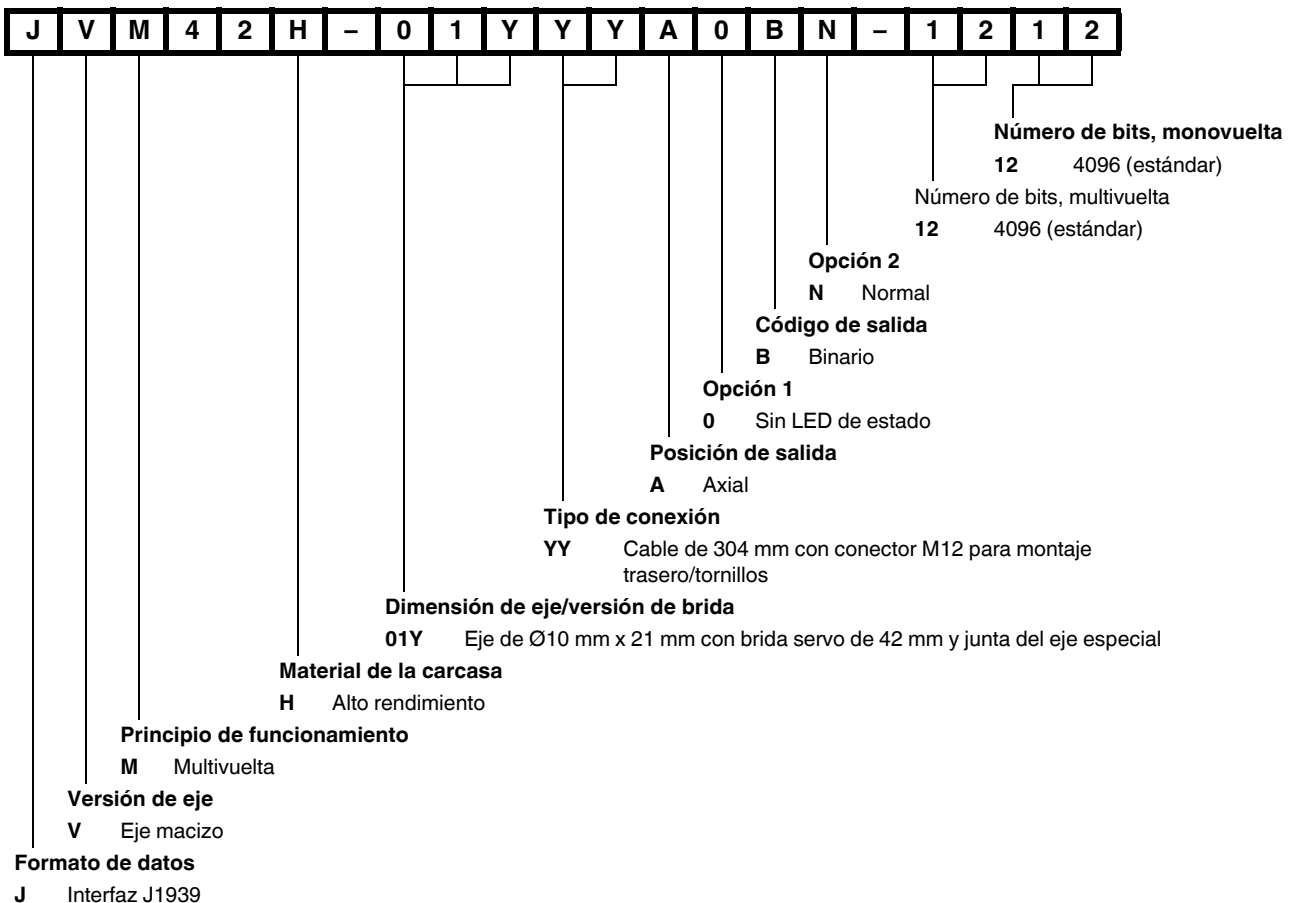 J V M 4 2 H – 0 1 Y Y Y A 0 B N – 1 2 1 2
Número de bits, monovuelta
12 4096 (estándar)
Número de bits, multivuelta
12 4096 (estándar)
Opción 2
N Normal
Código de salida
B Binario
Opción 1
0 Sin LED de estado
Posición de salida
A Axial
Tipo de conexión
YY Cable de 304 mm con conector M12 para montaje
trasero/tornillos
Dimensión de eje/versión de brida
01Y Eje de Ø10 mm x 21 mm con brida servo de 42 mm y junta del eje especial
Material de la carcasa
H Alto rendimiento
Principio de funcionamiento
M Multivuelta
Versión de eje
V Eje macizo
Formato de datos
J Interfaz J1939